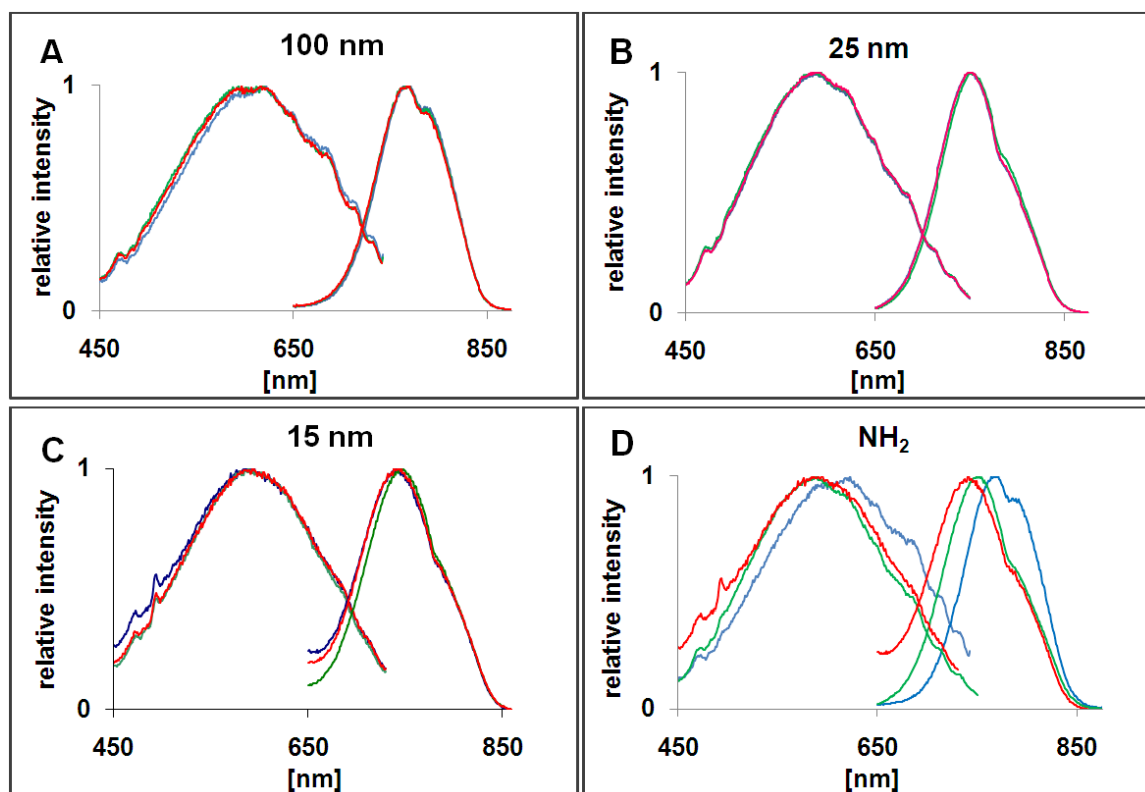 A
100 nm
relative intensity
1
0
450
650
850
[nm]
B
25 nm
relative intensity
1
0
450
650
850
[nm]
C
15 nm
relative intensity
1
0
450
650
850
[nm]
D
NH₂
relative intensity
1
0
450
650
850
[nm]